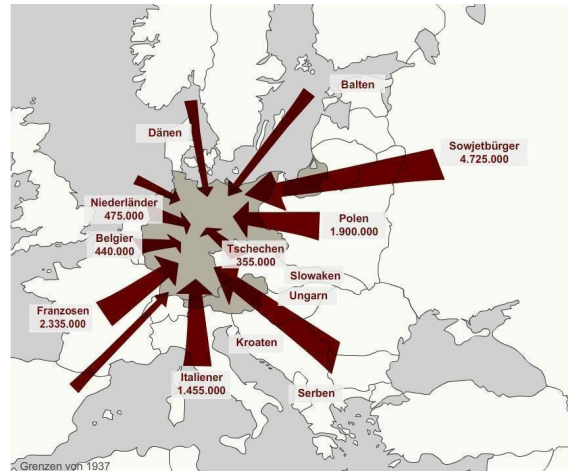 Balten
Dänen
Sowjetbürger
4.725.000
Niederländer
475.000
Polen
1.900.000
Belgier
440.000
Tschechen
355.000
Slowaken
Ungarn
Franzosen
2.335.000
Kroaten
Italiener
1.455.000
Serben
Grenzen von 1937